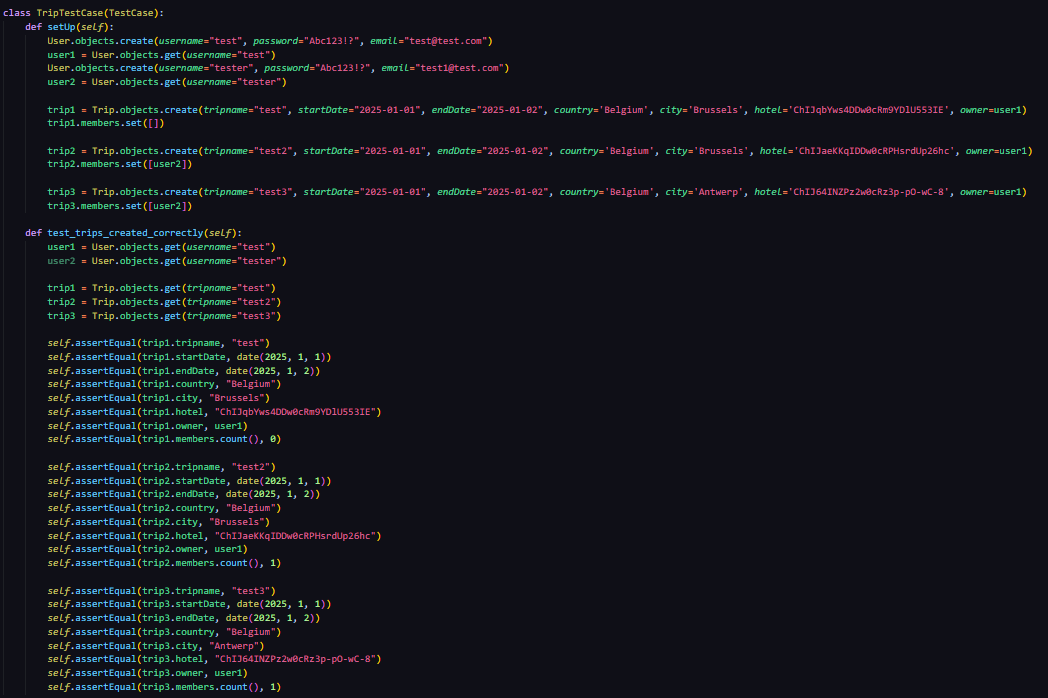 class TripTestCase(TestCase):
    def setUp(self):
        User.objects.create(username="test", password="Abc123!?", email="test@test.com")
        user1 = User.objects.get(username="test")
        User.objects.create(username="tester", password="Abc123!?", email="test1@test.com")
        user2 = User.objects.get(username="tester")

        trip1 = Trip.objects.create(tripname="test", startDate="2025-01-01", endDate="2025-01-02", country='Belgium', city='Brussels', hotel='ChIJqbYws4DDw0cRm9YDlU553IE', owner=user1)
        trip1.members.set([])

        trip2 = Trip.objects.create(tripname="test2", startDate="2025-01-01", endDate="2025-01-02", country='Belgium', city='Brussels', hotel='ChIJaeKKqIDDw0cRPHsrdUp26hc', owner=user1)
        trip2.members.set([user2])

        trip3 = Trip.objects.create(tripname="test3", startDate="2025-01-01", endDate="2025-01-02", country='Belgium', city='Antwerp', hotel='ChIJ64INZPz2w0cRz3p-pO-wC-8', owner=user1)
        trip3.members.set([user2])

    def test_trips_created_correctly(self):
        user1 = User.objects.get(username="test")
        user2 = User.objects.get(username="tester")

        trip1 = Trip.objects.get(tripname="test")
        trip2 = Trip.objects.get(tripname="test2")
        trip3 = Trip.objects.get(tripname="test3")

        self.assertEqual(trip1.tripname, "test")
        self.assertEqual(trip1.startDate, date(2025, 1, 1))
        self.assertEqual(trip1.endDate, date(2025, 1, 2))
        self.assertEqual(trip1.country, "Belgium")
        self.assertEqual(trip1.city, "Brussels")
        self.assertEqual(trip1.hotel, "ChIJqbYws4DDw0cRm9YDlU553IE")
        self.assertEqual(trip1.owner, user1)
        self.assertEqual(trip1.members.count(), 0)

        self.assertEqual(trip2.tripname, "test2")
        self.assertEqual(trip2.startDate, date(2025, 1, 1))
        self.assertEqual(trip2.endDate, date(2025, 1, 2))
        self.assertEqual(trip2.country, "Belgium")
        self.assertEqual(trip2.city, "Brussels")
        self.assertEqual(trip2.hotel, "ChIJaeKKqIDDw0cRPHsrdUp26hc")
        self.assertEqual(trip2.owner, user1)
        self.assertEqual(trip2.members.count(), 1)

        self.assertEqual(trip3.tripname, "test3")
        self.assertEqual(trip3.startDate, date(2025, 1, 1))
        self.assertEqual(trip3.endDate, date(2025, 1, 2))
        self.assertEqual(trip3.country, "Belgium")
        self.assertEqual(trip3.city, "Antwerp")
        self.assertEqual(trip3.hotel, "ChIJ64INZPz2w0cRz3p-pO-wC-8")
        self.assertEqual(trip3.owner, user1)
        self.assertEqual(trip3.members.count(), 1)